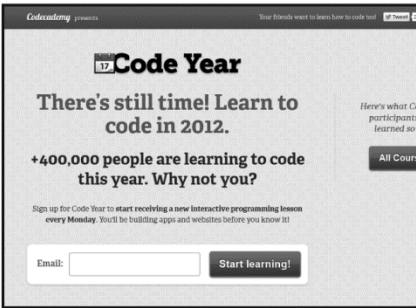 Codecademy presents
Your friends want to learn how to code too!
Tweet
17 Code Year
There's still time! Learn to
code in 2012.
+400,000 people are learning to code
this year. Why not you?
Sign up for Code Year to start receiving a new interactive programming lesson
every Monday. You'll be building apps and websites before you know it!
Email:
Start learning!
Here's what
participants
learned so
All